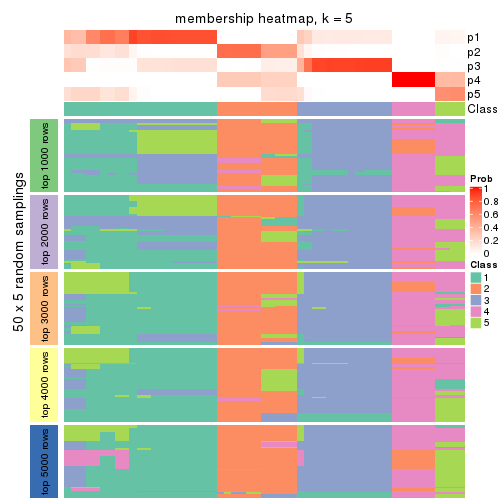 membership heatmap, k = 5
p1
p2
p3
p4
p5
Class
50 x 5 random samplings
top 1000 rows
top 2000 rows
top 3000 rows
top 4000 rows
top 5000 rows
Prob
1
0.8
0.6
0.4
0.2
0
Class
1
2
3
4
5